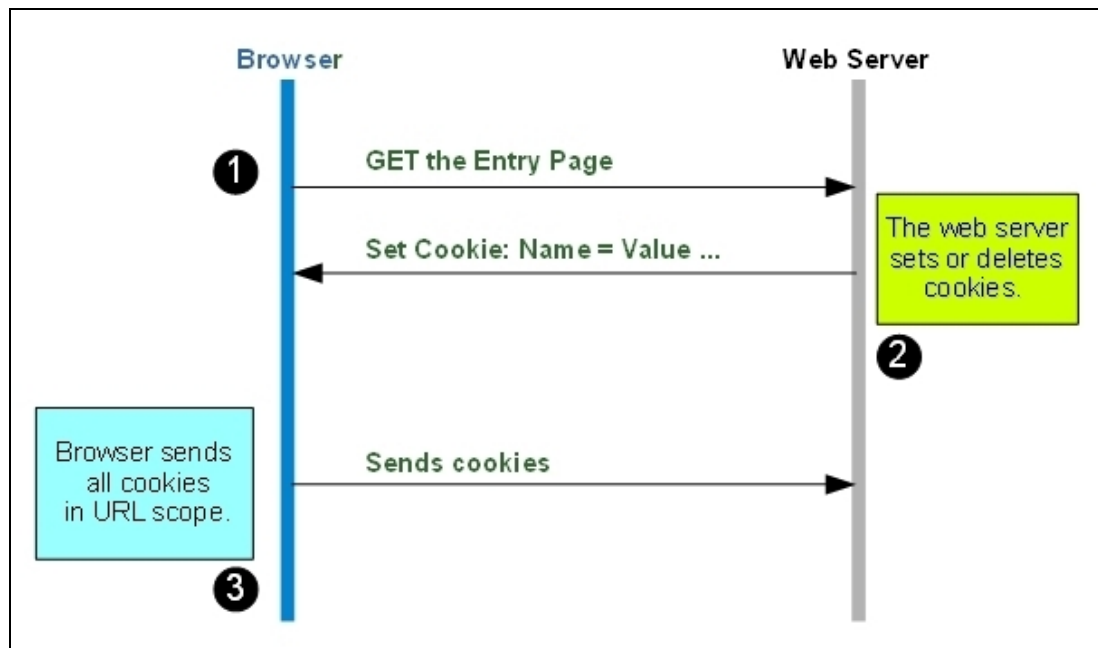 Browser
Web Server
1
GET the Entry Page
Set Cookie: Name = Value ...
The web server
sets or deletes
cookies.
2
Browser sends
all cookies
in URL scope.
Sends cookies
3